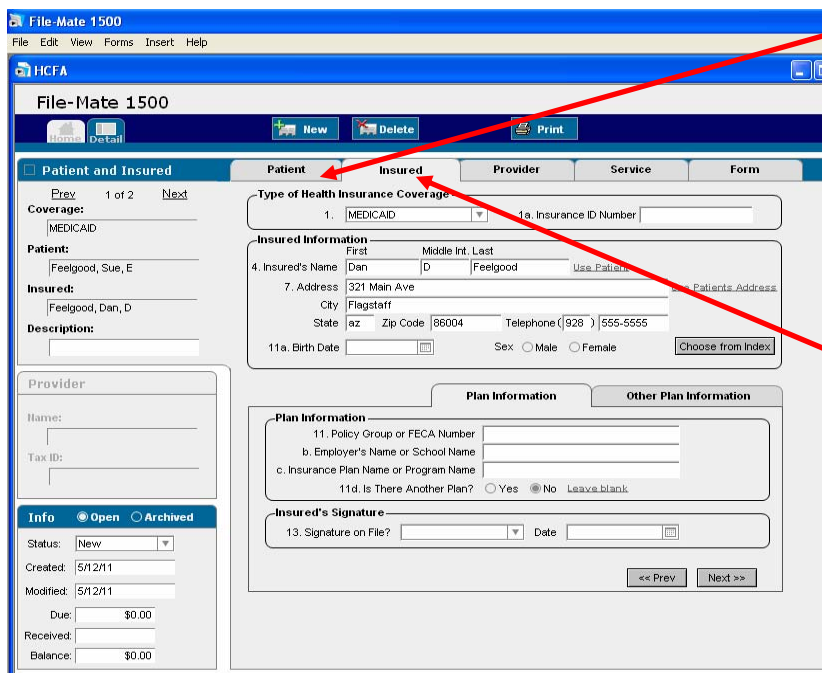 File-Mate 1500
File Edit View Forms Insert Help
HCFA
File-Mate 1500
Home Detail New Delete Print
Patient and Insured
Patient Insured Provider Service Form
Prev 1 of 2 Next
Coverage:
MEDICAID
Patient:
Feelgood, Sue, E
Insured:
Feelgood, Dan, D
Description:
Provider
Name:
Tax ID:
Info Open Archived
Status: New
Created: 5/12/11
Modified: 5/12/11
Due: $0.00
Received:
Balance: $0.00
Type of Health Insurance Coverage
1. MEDICAID 1a. Insurance ID Number
Insured Information
First Middle Int. Last
4. Insured's Name Dan D Feelgood Use Patient
7. Address 321 Main Ave Patients Address
City Flagstaff
State az Zip Code 86004 Telephone ( 928 ) 555-5555
11a. Birth Date Sex Male Female Choose from Index
Plan Information Other Plan Information
Plan Information
11. Policy Group or FECA Number
b. Employer's Name or School Name
c. Insurance Plan Name or Program Name
11d. Is There Another Plan? Yes No Leave blank
Insured's Signature
13. Signature on File? Date
<< Prev Next >>